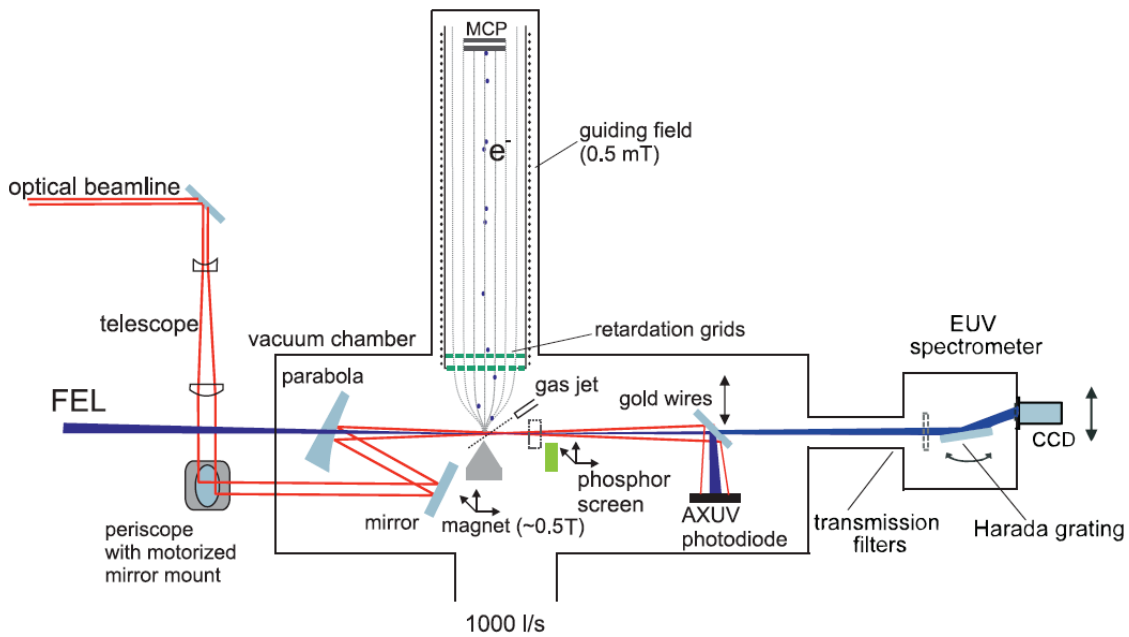 MCP
e-
guiding field
(0.5 mT)
optical beamline
telescope
vacuum chamber
retardation grids
EUV
spectrometer
parabola
gas jet
gold wires
FEL
CCD
phosphor
screen
mirror
magnet (~0.5T)
AXUV
photodiode
transmission
filters
Harada grating
periscope
with motorized
mirror mount
1000 l/s